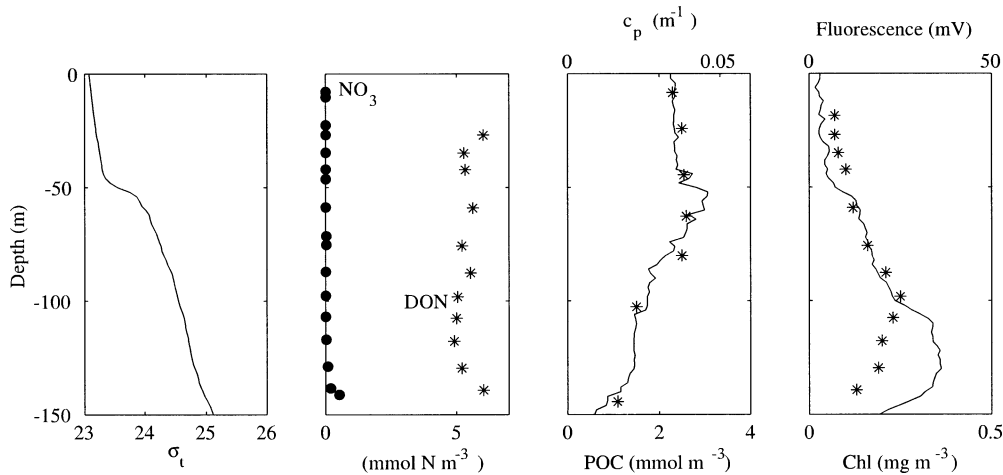 c_p (m^-1)
Fluorescence (mV)
0 0.05 0 50
0
-50
-100
-150
Depth (m)
NO_3
DON
23 24 25 26
0 5
0 2 4
0 0.5
σ_t
(mmol N m^-3)
POC (mmol m^-3)
Chl (mg m^-3)